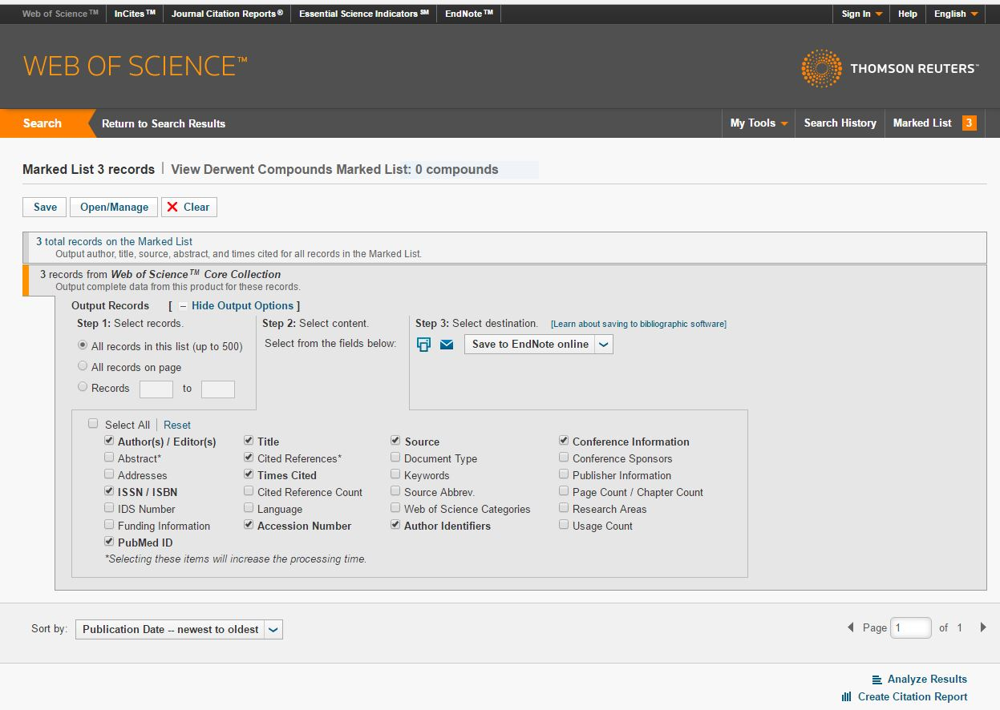 Web of Science™ InCites™ Journal Citation Reports® Essential Science Indicators℠ EndNote™ Sign In Help English
WEB OF SCIENCE™
THOMSON REUTERS™
Search Return to Search Results My Tools Search History Marked List 3
Marked List 3 records | View Derwent Compounds Marked List: 0 compounds
Save Open/Manage Clear
3 total records on the Marked List
Output author, title, source, abstract, and times cited for all records in the Marked List.
3 records from Web of Science™ Core Collection
Output complete data from this product for these records.
Output Records [ – Hide Output Options ]
Step 1: Select records. Step 2: Select content. Step 3: Select destination. [Learn about saving to bibliographic software]
All records in this list (up to 500) Select from the fields below: Save to EndNote online
All records on page
Records to
Select All | Reset
Author(s) / Editor(s) Title Source Conference Information
Abstract* Cited References* Document Type Conference Sponsors
Addresses Times Cited Keywords Publisher Information
ISSN / ISBN Cited Reference Count Source Abbrev. Page Count / Chapter Count
IDS Number Language Web of Science Categories Research Areas
Funding Information Accession Number Author Identifiers Usage Count
PubMed ID
*Selecting these items will increase the processing time.
Sort by: Publication Date -- newest to oldest Page 1 of 1
Analyze Results
Create Citation Report